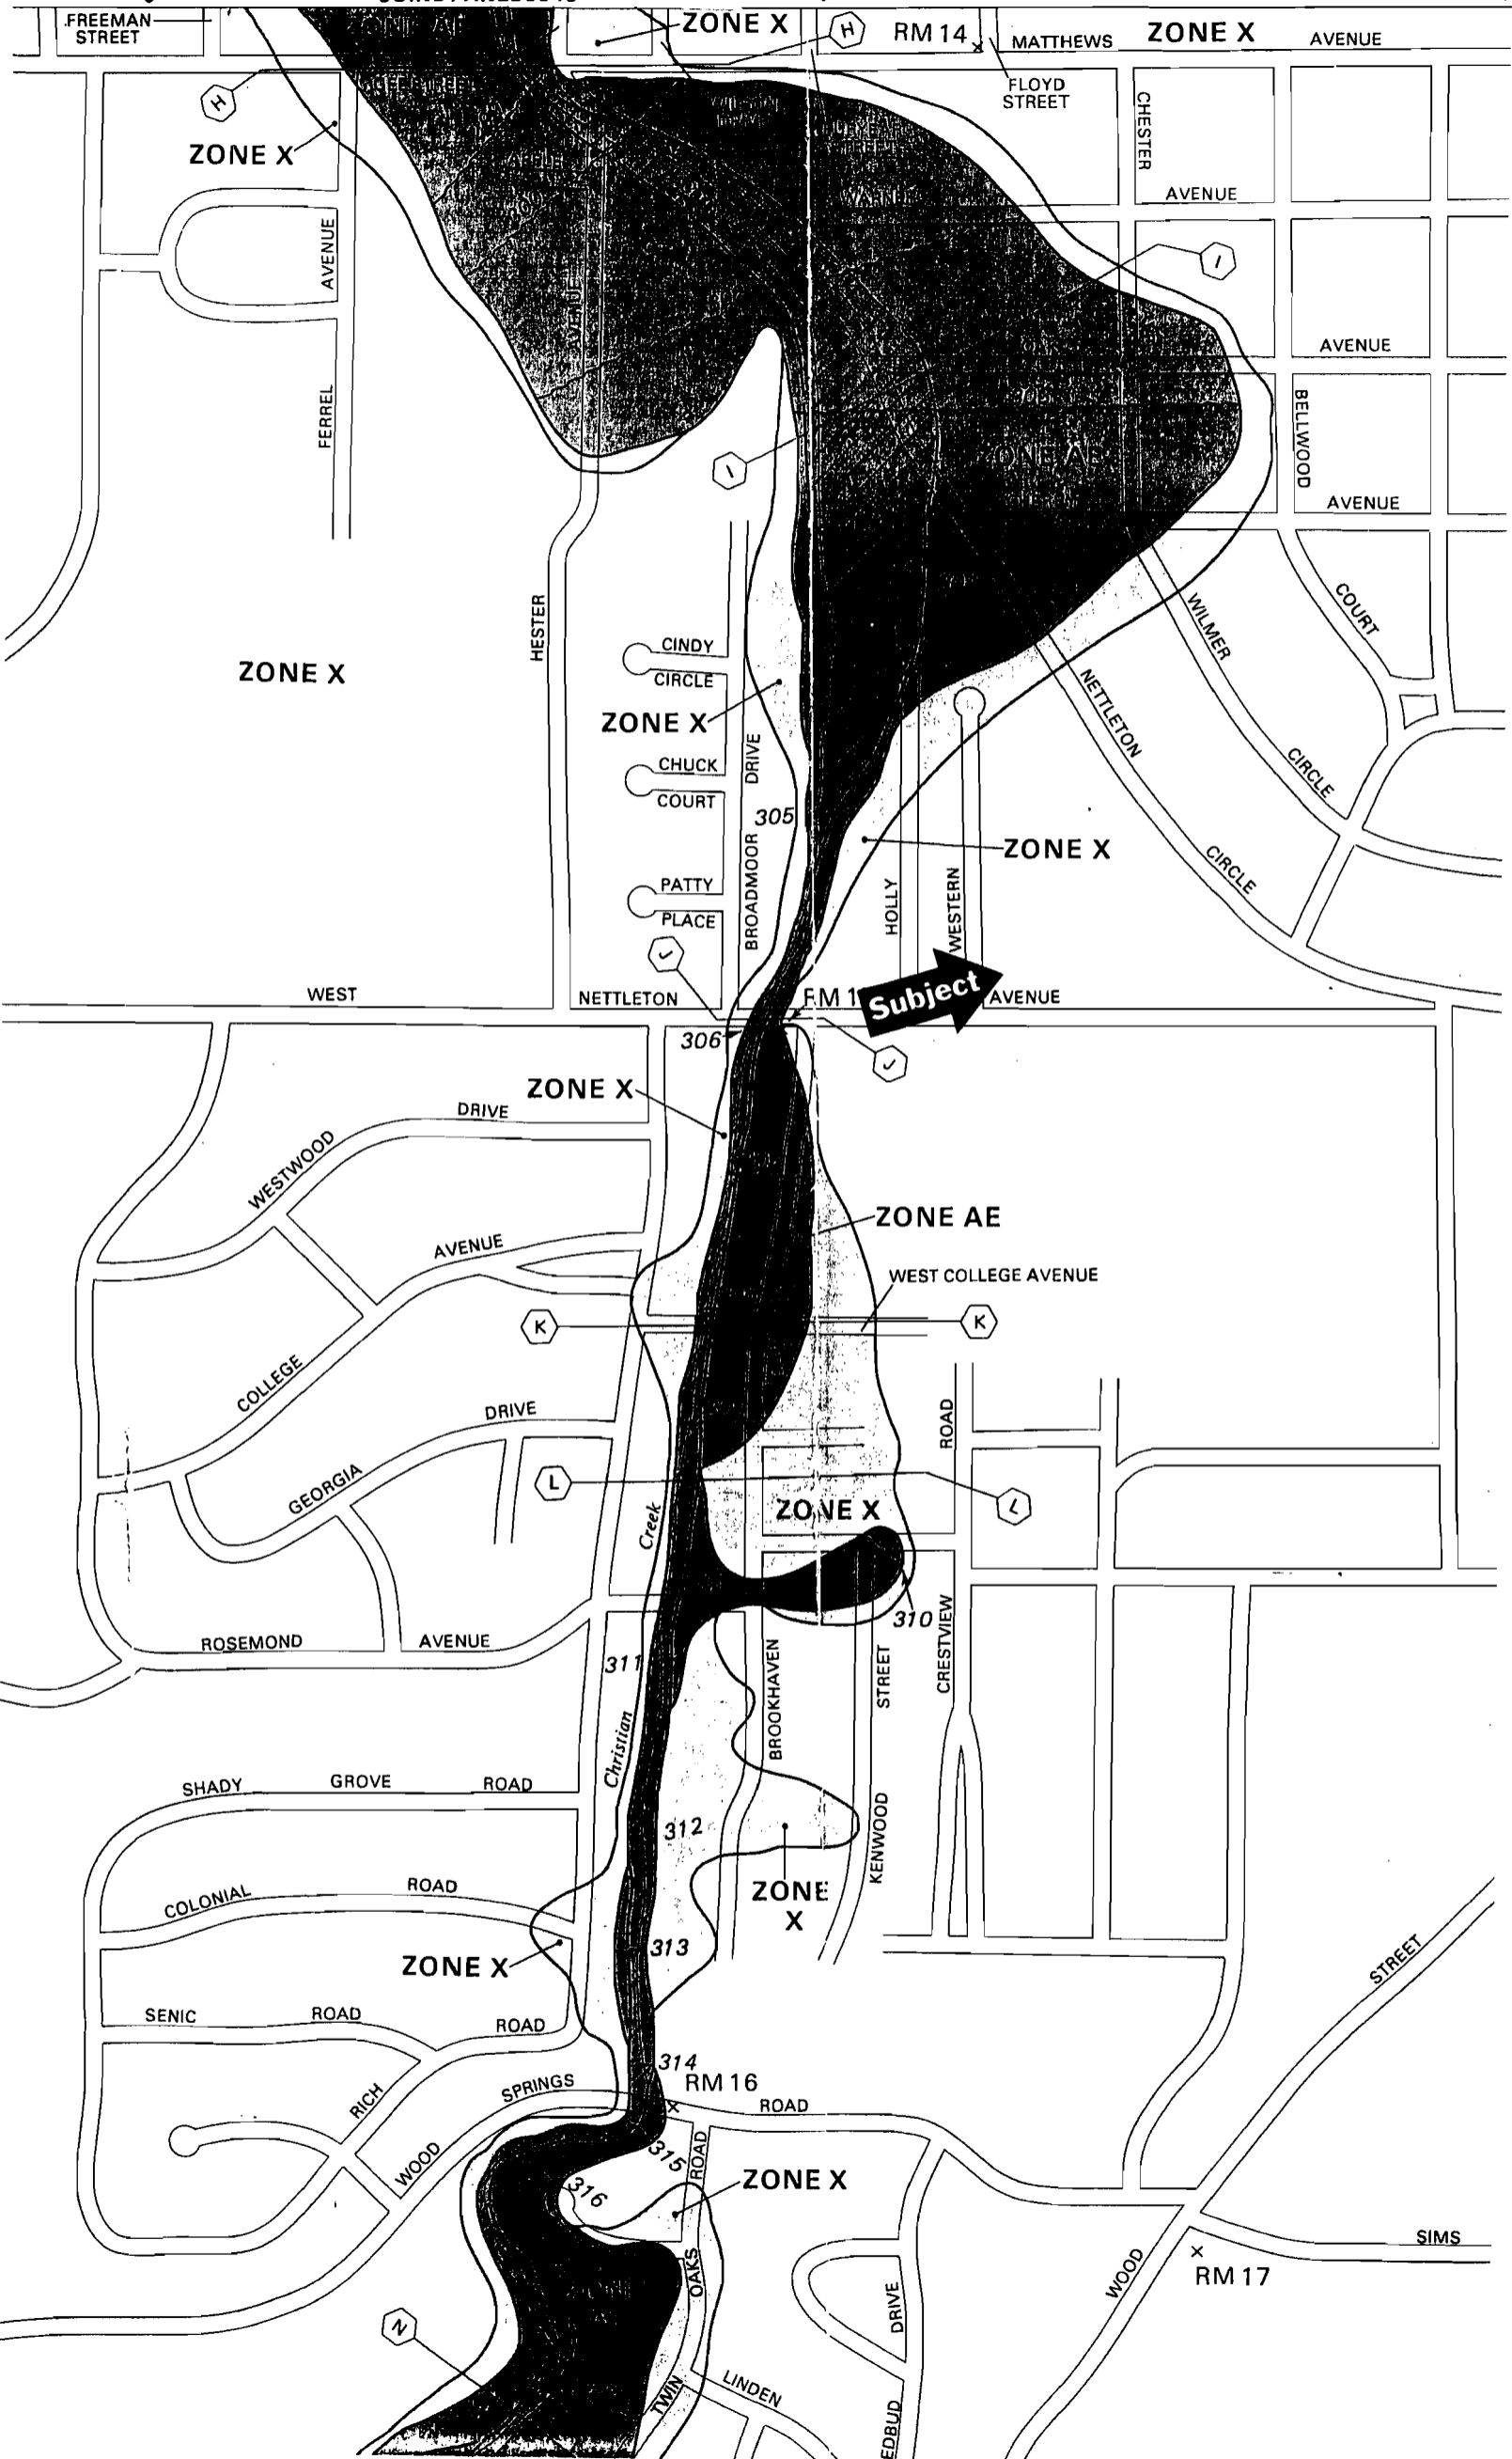 FREEMAN
STREET
ZONE X
H
RM 14
MATTHEWS
ZONE X
AVENUE
FLOYD
STREET
H
ZONE X
CHESTER
AVENUE
AVENUE
I
AVENUE
AVENUE
FERREL
BELLWOOD
ZONE AE
I
AVENUE
HESTER
CINDY
CIRCLE
WILMER
COURT
ZONE X
NETTLETON
ZONE X
CHUCK
COURT
DRIVE
CIRCLE
305
BROADMOOR
ZONE X
CIRCLE
PATTY
PLACE
HOLLY
WESTERN
J
WEST
NETTLETON
Subject
AVENUE
306
J
ZONE X
DRIVE
WESTWOOD
ZONE AE
AVENUE
WEST COLLEGE AVENUE
K
K
COLLEGE
DRIVE
ROAD
GEORGIA
L
L
ZONE X
Creek
310
ROSEMOND
AVENUE
311
BROOKHAVEN
STREET
CRESTVIEW
Christian
SHADY
GROVE
ROAD
312
KENWOOD
COLONIAL
ROAD
ZONE
X
313
ZONE X
STREET
SENIC
ROAD
ROAD
314
RM 16
RICH
SPRINGS
ROAD
WOOD
315
ROAD
316
ZONE X
SIMS
OAKS
WOOD
RM 17
DRIVE
N
TWIN
LINDEN
EDBUD